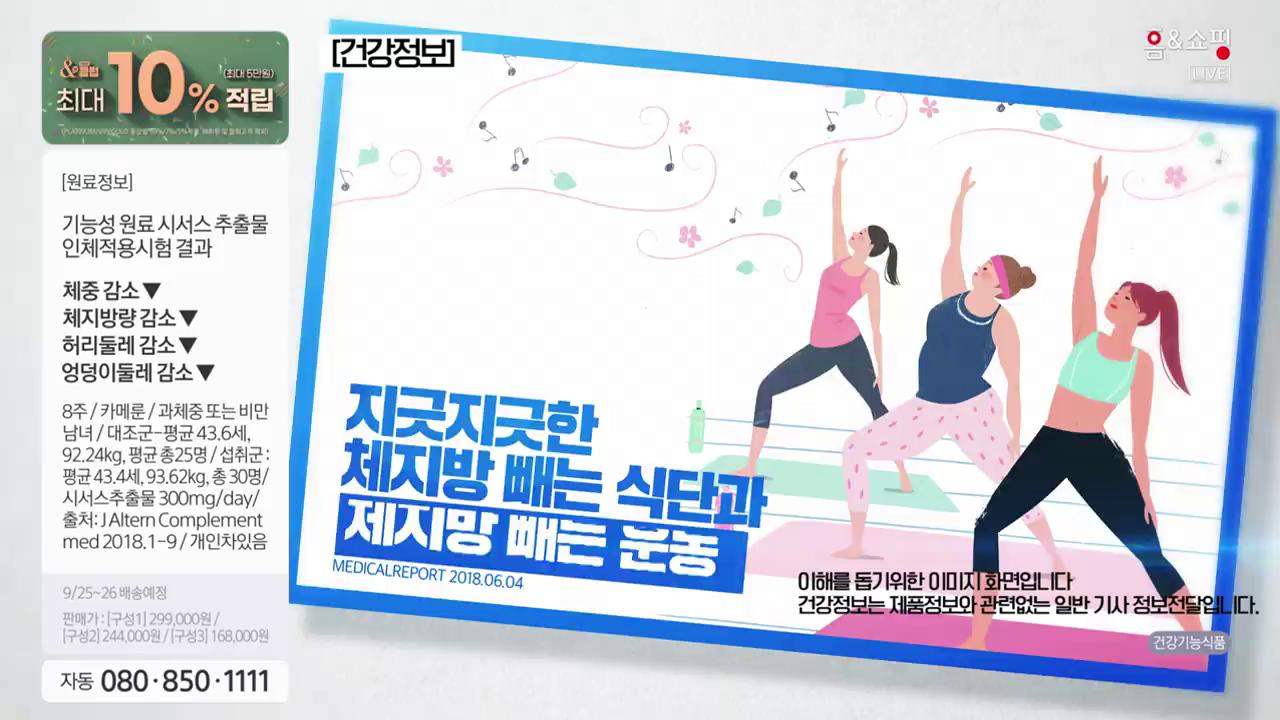 &클럽
최대 10% 적립
(최대 5만원)
[원료정보]
기능성 원료 시서스 추출물
인체적용시험 결과
체중 감소▼
체지방량 감소▼
허리둘레 감소▼
엉덩이둘레 감소▼
8주 / 카메룬 / 과체중 또는 비만
남녀 / 대조군-평균 43.6세,
92.24kg, 평균 총25명 / 섭취군 :
평균 43.4세, 93.62kg, 총 30명/
시서스추출물 300mg/day/
출처: J Altern Complement
med 2018.1-9 / 개인차있음
9/25~26 배송예정
판매가 : [구성1] 299,000원 /
[구성2] 244,000원 / [구성3] 168,000원
자동 080·850·1111
[건강정보]
홈&쇼핑
LIVE
지긋지긋한
체지방 빼는 식단과
체지방 빼는 운동
MEDICALREPORT 2018.06.04
이해를 돕기위한 이미지 화면입니다
건강정보는 제품정보와 관련없는 일반 기사 정보전달입니다.
건강기능식품